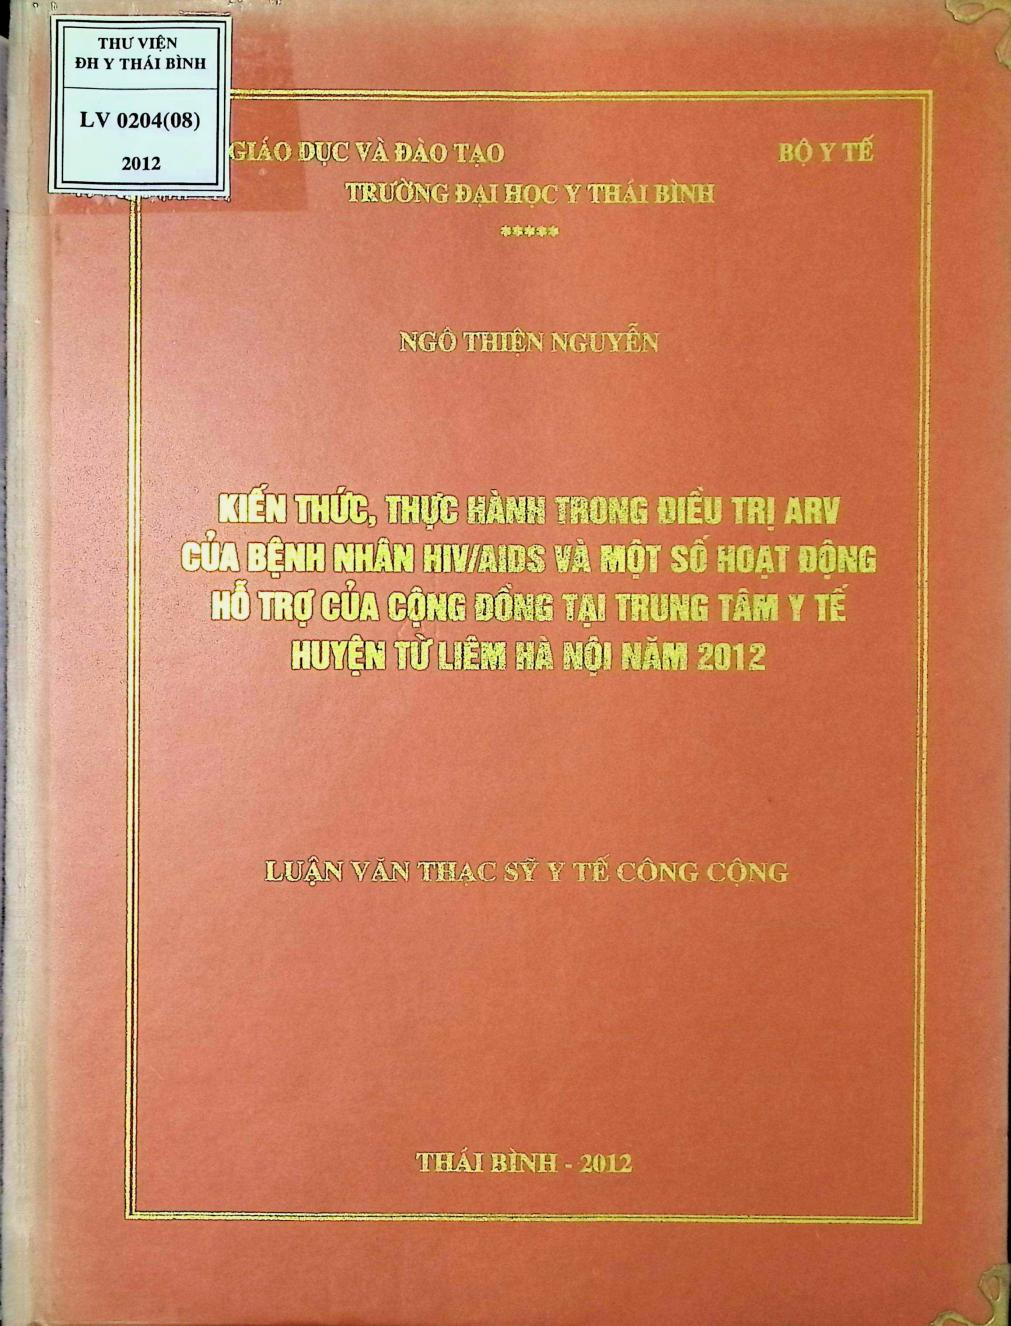 THƯ VIỆN
ĐH Y THÁI BÌNH
LV 0204(08)
2012
GIÁO DỤC VÀ ĐÀO TẠO BỘ Y TẾ
TRƯỜNG ĐẠI HỌC Y THÁI BÌNH
*****
NGÔ THIỆN NGUYỄN
KIẾN THỨC, THỰC HÀNH TRONG ĐIỀU TRỊ ARV
CỦA BỆNH NHÂN HIV/AIDS VÀ MỘT SỐ HOẠT ĐỘNG
HỖ TRỢ CỦA CỘNG ĐỒNG TẠI TRUNG TÂM Y TẾ
HUYỆN TỪ LIÊM HÀ NỘI NĂM 2012
LUẬN VĂN THẠC SỸ Y TẾ CÔNG CỘNG
THÁI BÌNH - 2012